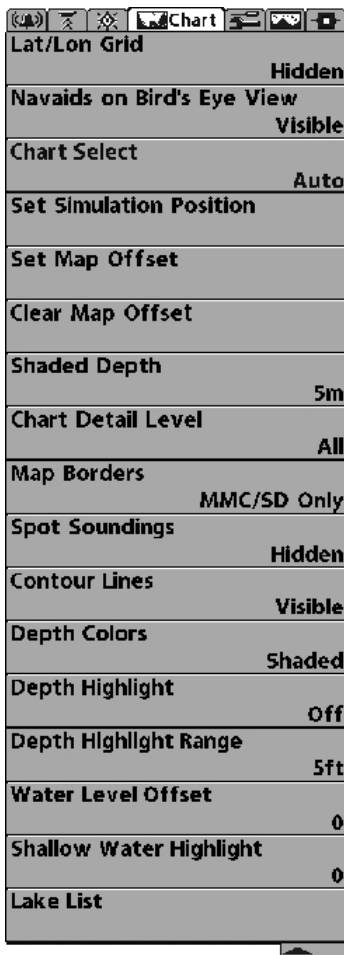 Chart
Lat/Lon Grid
Hidden
Navaids on Bird's Eye View
Visible
Chart Select
Auto
Set Simulation Position
Set Map Offset
Clear Map Offset
Shaded Depth
5m
Chart Detail Level
All
Map Borders
MMC/SD Only
Spot Soundings
Hidden
Contour Lines
Visible
Depth Colors
Shaded
Depth Highlight
Off
Depth Highlight Range
5ft
Water Level Offset
0
Shallow Water Highlight
0
Lake List